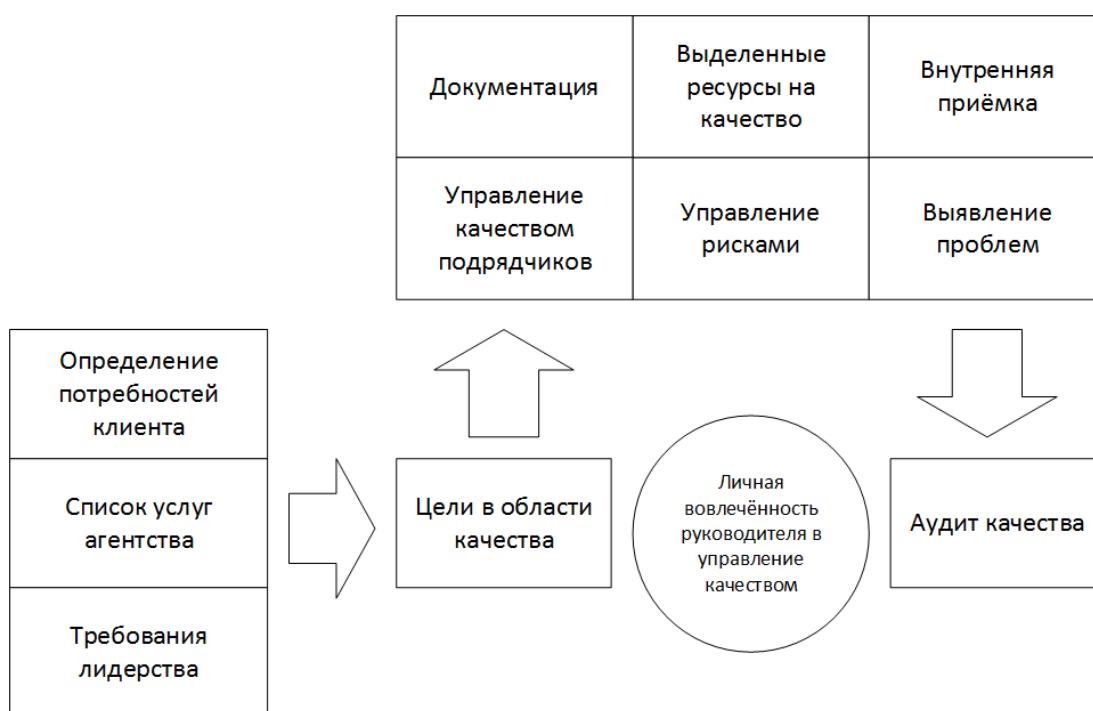 Документация
Выделенные
ресурсы на
качество
Внутренняя
приёмка
Управление
качеством
подрядчиков
Управление
рисками
Выявление
проблем
Определение
потребностей
клиента
Список услуг
агентства
Требования
лидерства
Цели в области
качества
Личная
вовлечённость
руководителя в
управление
качеством
Аудит качества